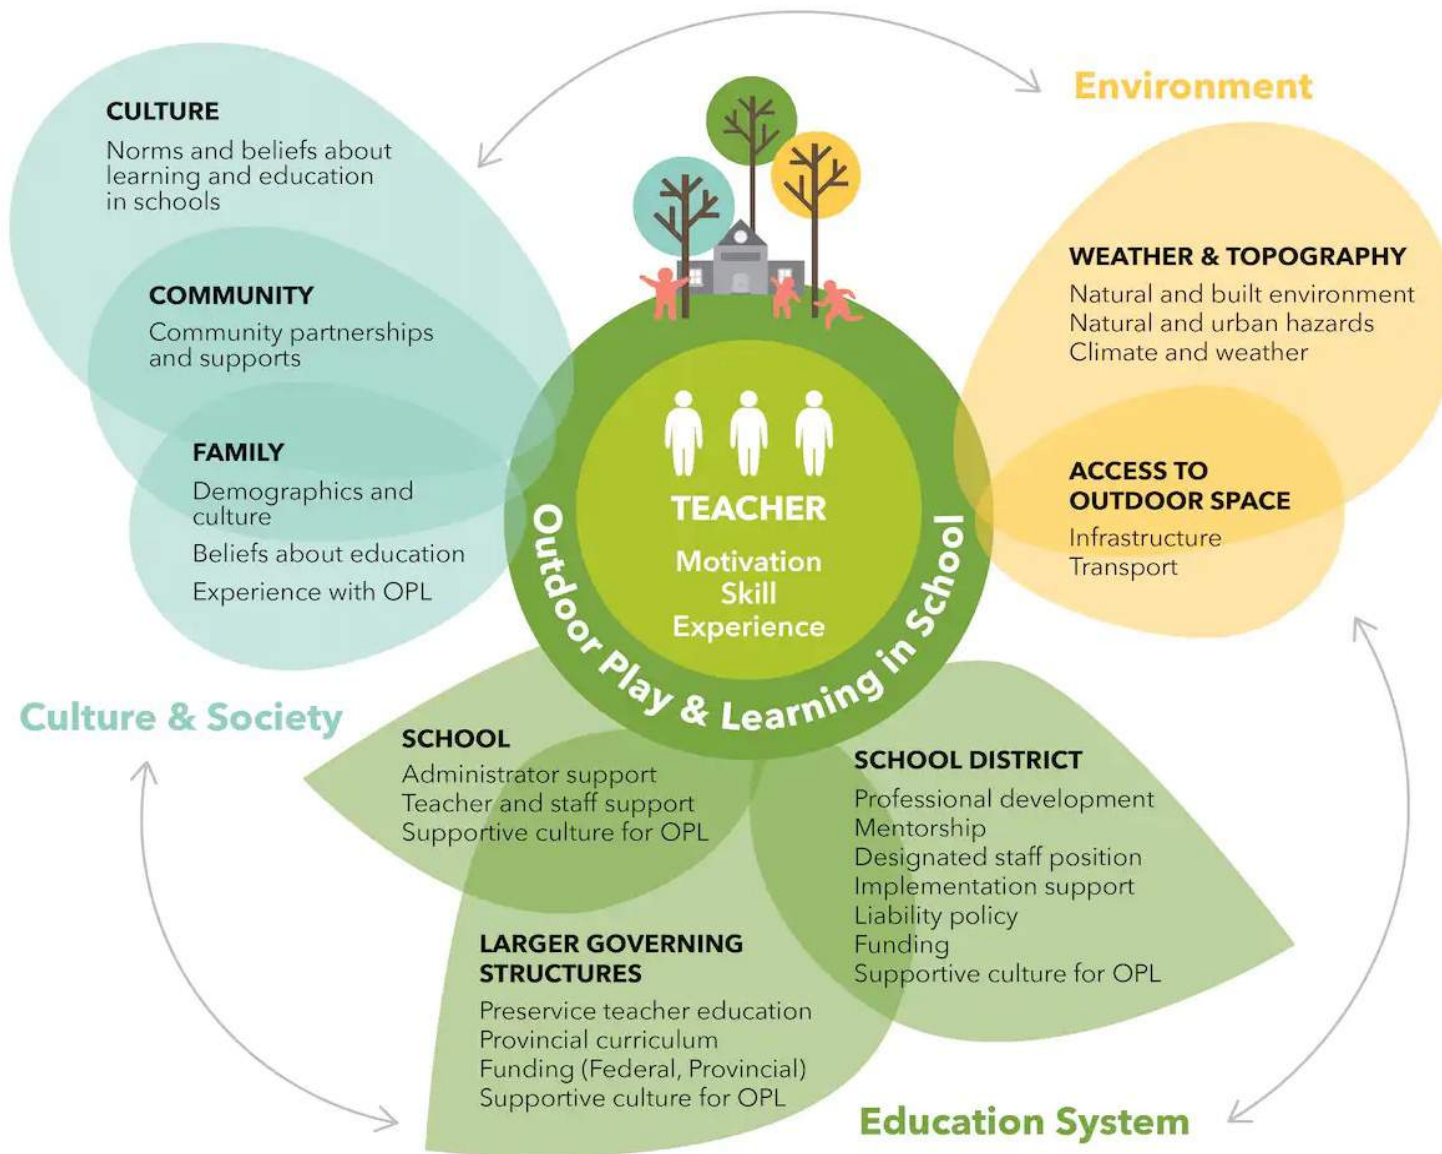 CULTURE
Norms and beliefs about
learning and education
in schools
COMMUNITY
Community partnerships
and supports
FAMILY
Demographics and
culture
Beliefs about education
Experience with OPL
Culture & Society
Environment
WEATHER & TOPOGRAPHY
Natural and built environment
Natural and urban hazards
Climate and weather
ACCESS TO
OUTDOOR SPACE
Infrastructure
Transport
TEACHER
Motivation
Skill
Experience
Outdoor Play & Learning in School
SCHOOL
Administrator support
Teacher and staff support
Supportive culture for OPL
LARGER GOVERNING
STRUCTURES
Preservice teacher education
Provincial curriculum
Funding (Federal, Provincial)
Supportive culture for OPL
SCHOOL DISTRICT
Professional development
Mentorship
Designated staff position
Implementation support
Liability policy
Funding
Supportive culture for OPL
Education System